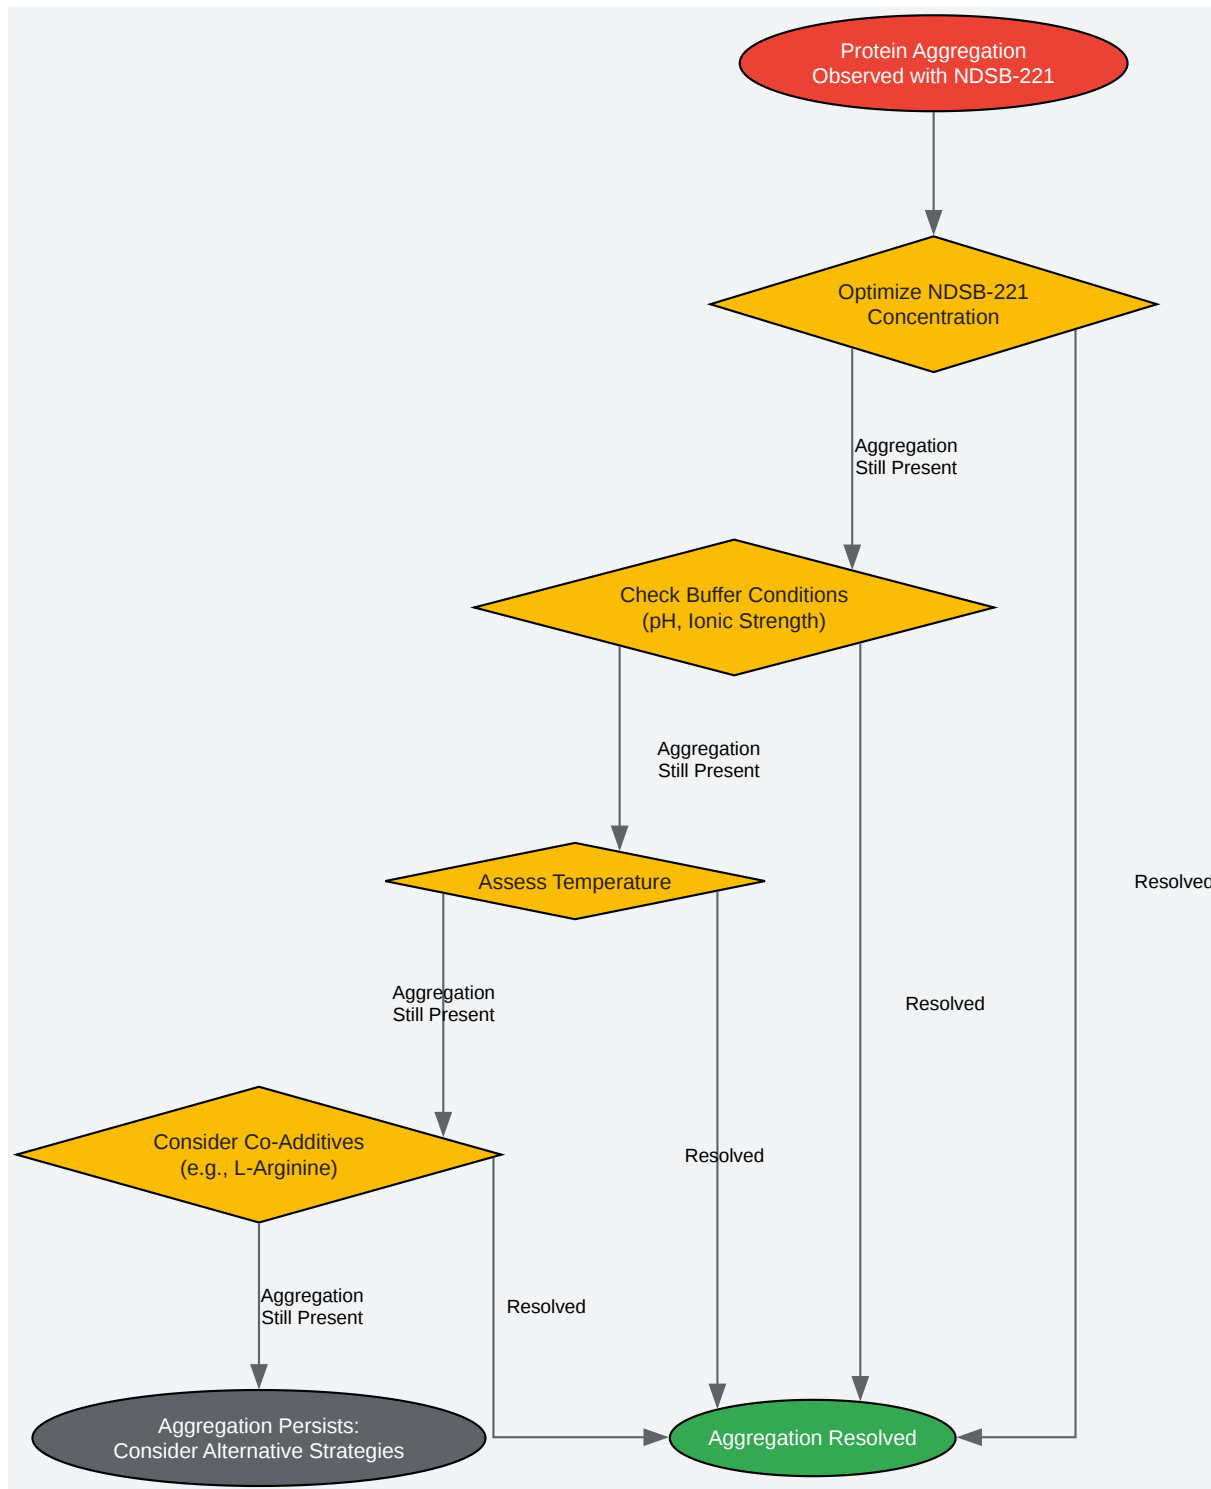 Protein Aggregation
Observed with NDSB-221
Optimize NDSB-221
Concentration
Aggregation
Still Present
Check Buffer Conditions
(pH, Ionic Strength)
Aggregation
Still Present
Assess Temperature
Resolved
Aggregation
Still Present
Resolved
Consider Co-Additives
(e.g., L-Arginine)
Resolved
Aggregation
Still Present
Resolved
Aggregation Persists:
Consider Alternative Strategies
Aggregation Resolved